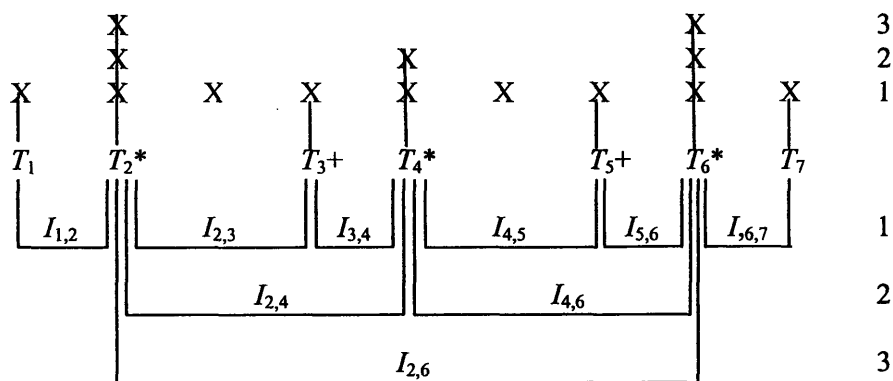 X X 3
X X X 2
X X X X X X X X X 1
T₁ T₂* T₃+ T₄* T₅+ T₆* T₇
I₁,₂ I₂,₃ I₃,₄ I₄,₅ I₅,₆ I,₆,₇ 1
I₂,₄ I₄,₆ 2
I₂,₆ 3